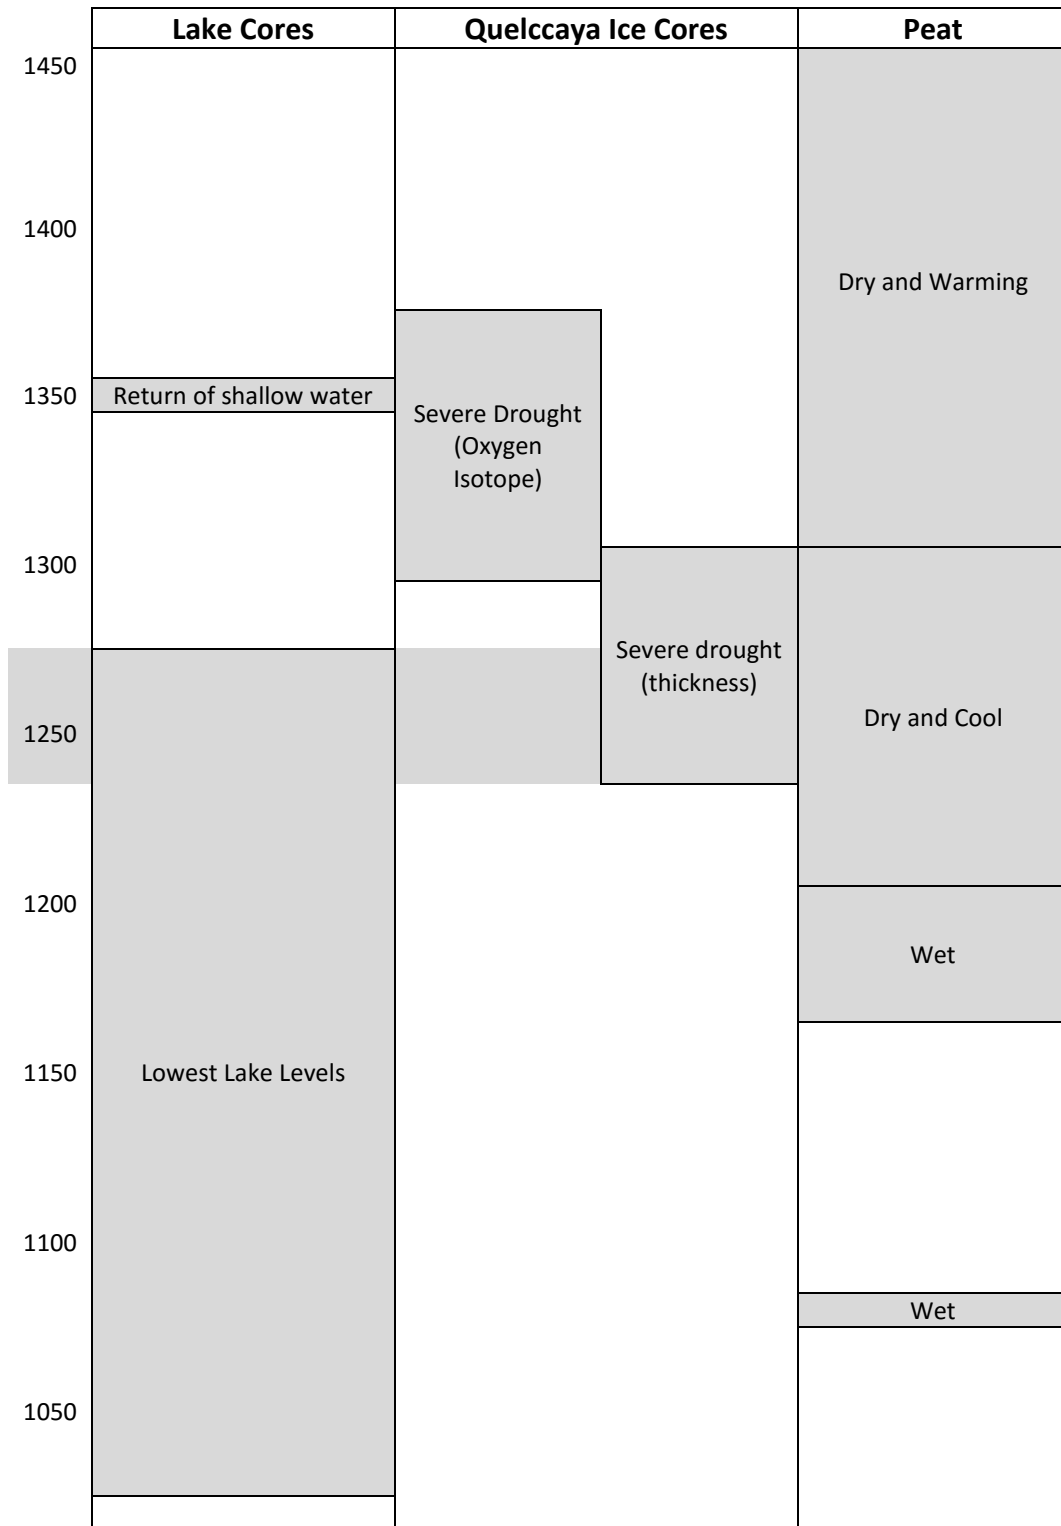 Lake Cores
Quelccaya Ice Cores
Peat
1450
1400
Dry and Warming
1350
Return of shallow water
Severe Drought
(Oxygen
Isotope)
1300
Severe drought
(thickness)
1250
Dry and Cool
1200
Wet
1150
Lowest Lake Levels
1100
Wet
1050